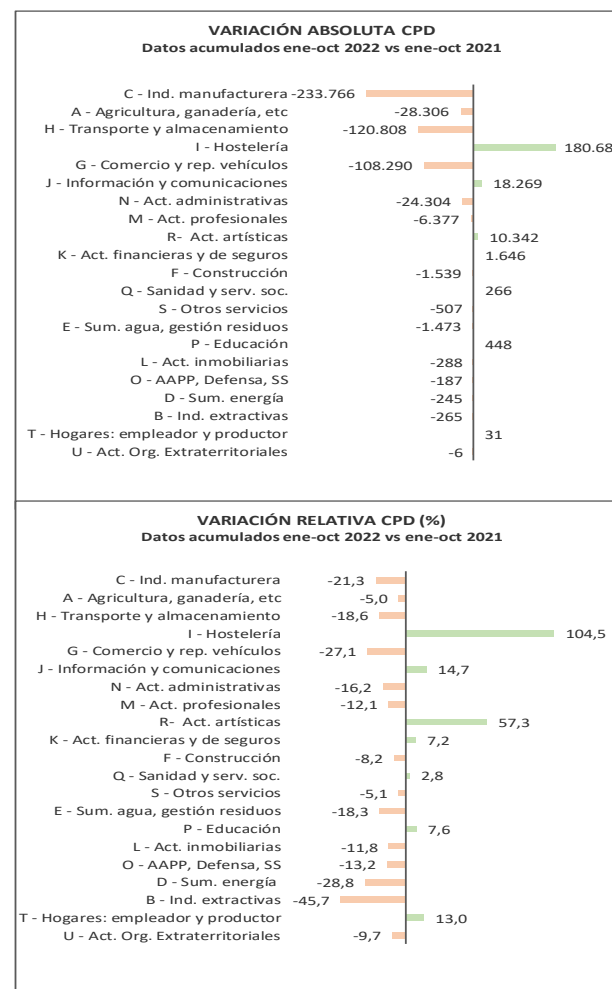 VARIACIÓN ABSOLUTA CPD
Datos acumulados ene-oct 2022 vs ene-oct 2021
C - Ind. manufacturera -233.766
A - Agricultura, ganadería, etc -28.306
H - Transporte y almacenamiento -120.808
I - Hostelería 180.68
G - Comercio y rep. vehículos -108.290
J - Información y comunicaciones 18.269
N - Act. administrativas -24.304
M - Act. profesionales -6.377
R- Act. artísticas 10.342
K - Act. financieras y de seguros 1.646
F - Construcción -1.539
Q - Sanidad y serv. soc. 266
S - Otros servicios -507
E - Sum. agua, gestión residuos -1.473
P - Educación 448
L - Act. inmobiliarias -288
O - AAPP, Defensa, SS -187
D - Sum. energía -245
B - Ind. extractivas -265
T - Hogares: empleador y productor 31
U - Act. Org. Extraterritoriales -6
VARIACIÓN RELATIVA CPD (%)
Datos acumulados ene-oct 2022 vs ene-oct 2021
C - Ind. manufacturera -21,3
A - Agricultura, ganadería, etc -5,0
H - Transporte y almacenamiento -18,6
I - Hostelería 104,5
G - Comercio y rep. vehículos -27,1
J - Información y comunicaciones 14,7
N - Act. administrativas -16,2
M - Act. profesionales -12,1
R- Act. artísticas 57,3
K - Act. financieras y de seguros 7,2
F - Construcción -8,2
Q - Sanidad y serv. soc. 2,8
S - Otros servicios -5,1
E - Sum. agua, gestión residuos -18,3
P - Educación 7,6
L - Act. inmobiliarias -11,8
O - AAPP, Defensa, SS -13,2
D - Sum. energía -28,8
B - Ind. extractivas -45,7
T - Hogares: empleador y productor 13,0
U - Act. Org. Extraterritoriales -9,7